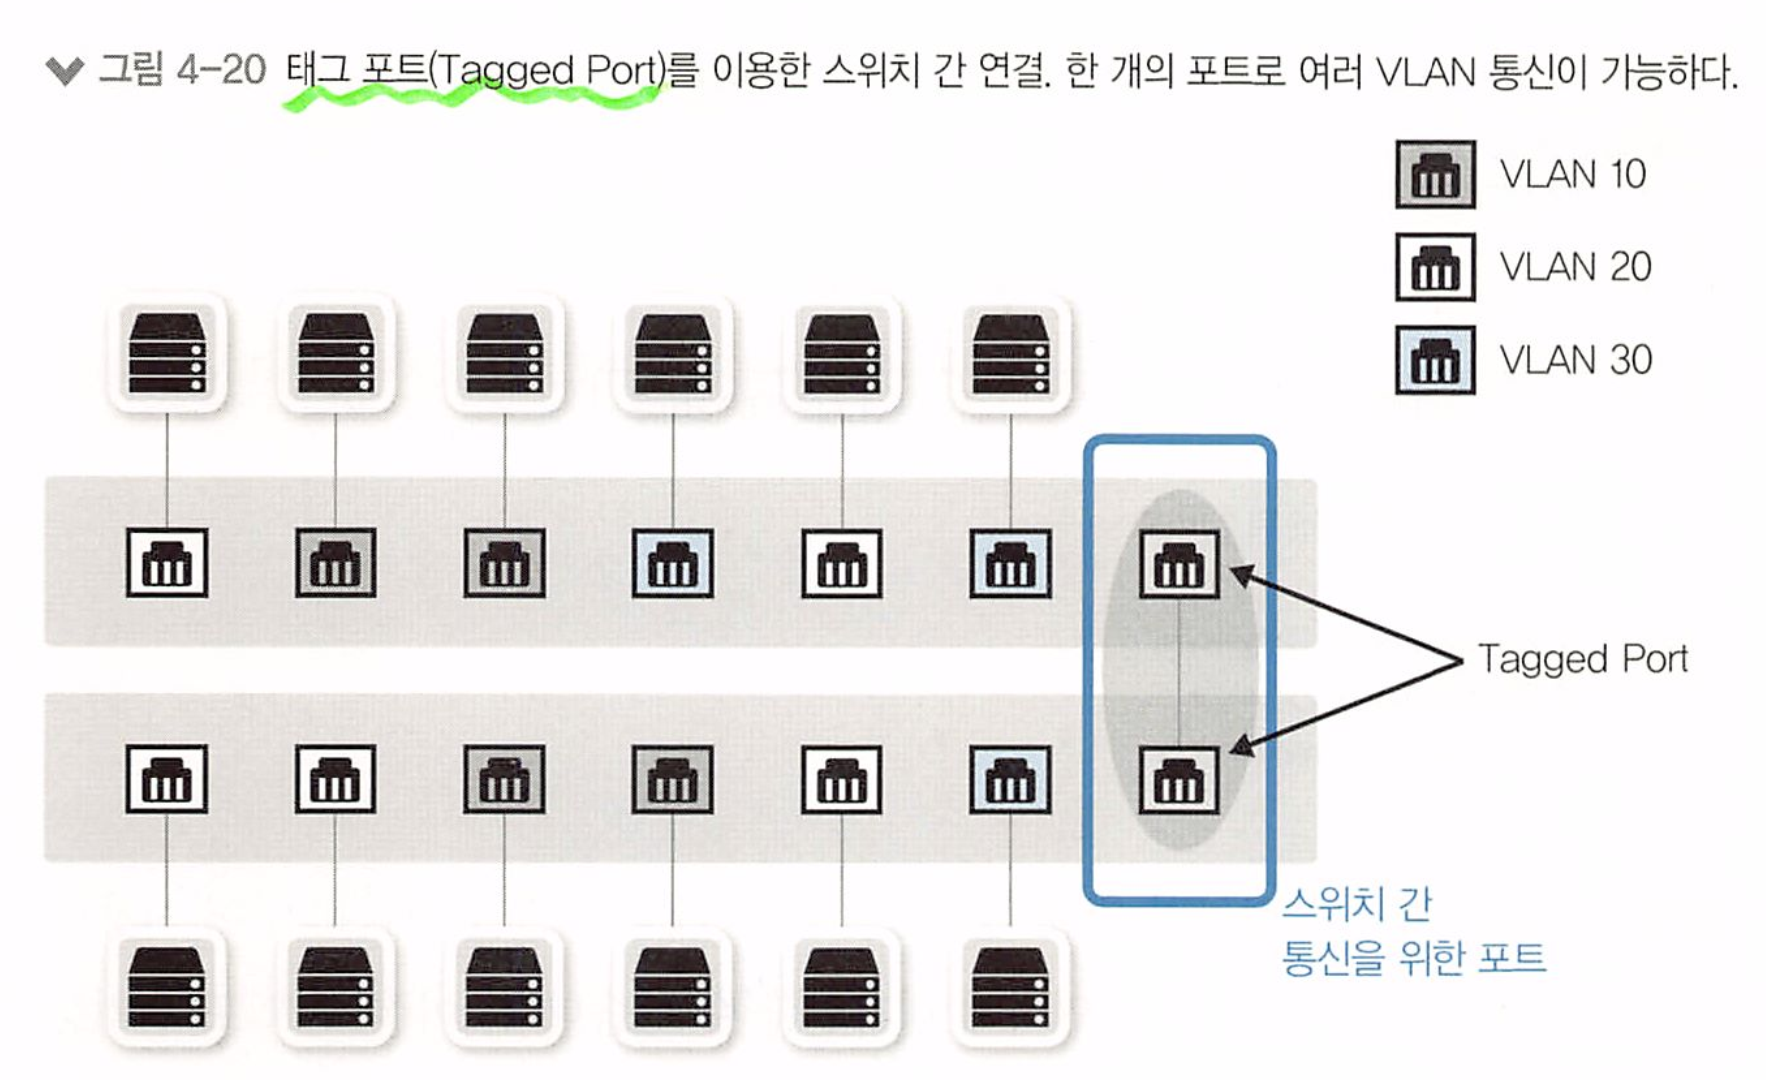 그림 4-20 태그 포트(Tagged Port)를 이용한 스위치 간 연결. 한 개의 포트로 여러 VLAN 통신이 가능하다.
VLAN 10
VLAN 20
VLAN 30
Tagged Port
스위치 간
통신을 위한 포트